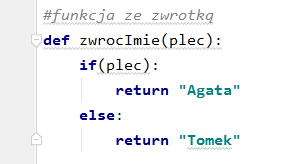 #funkcja ze zwrotką
def zwrocImie(plec):
    if(plec):
        return "Agata"
    else:
        return "Tomek"